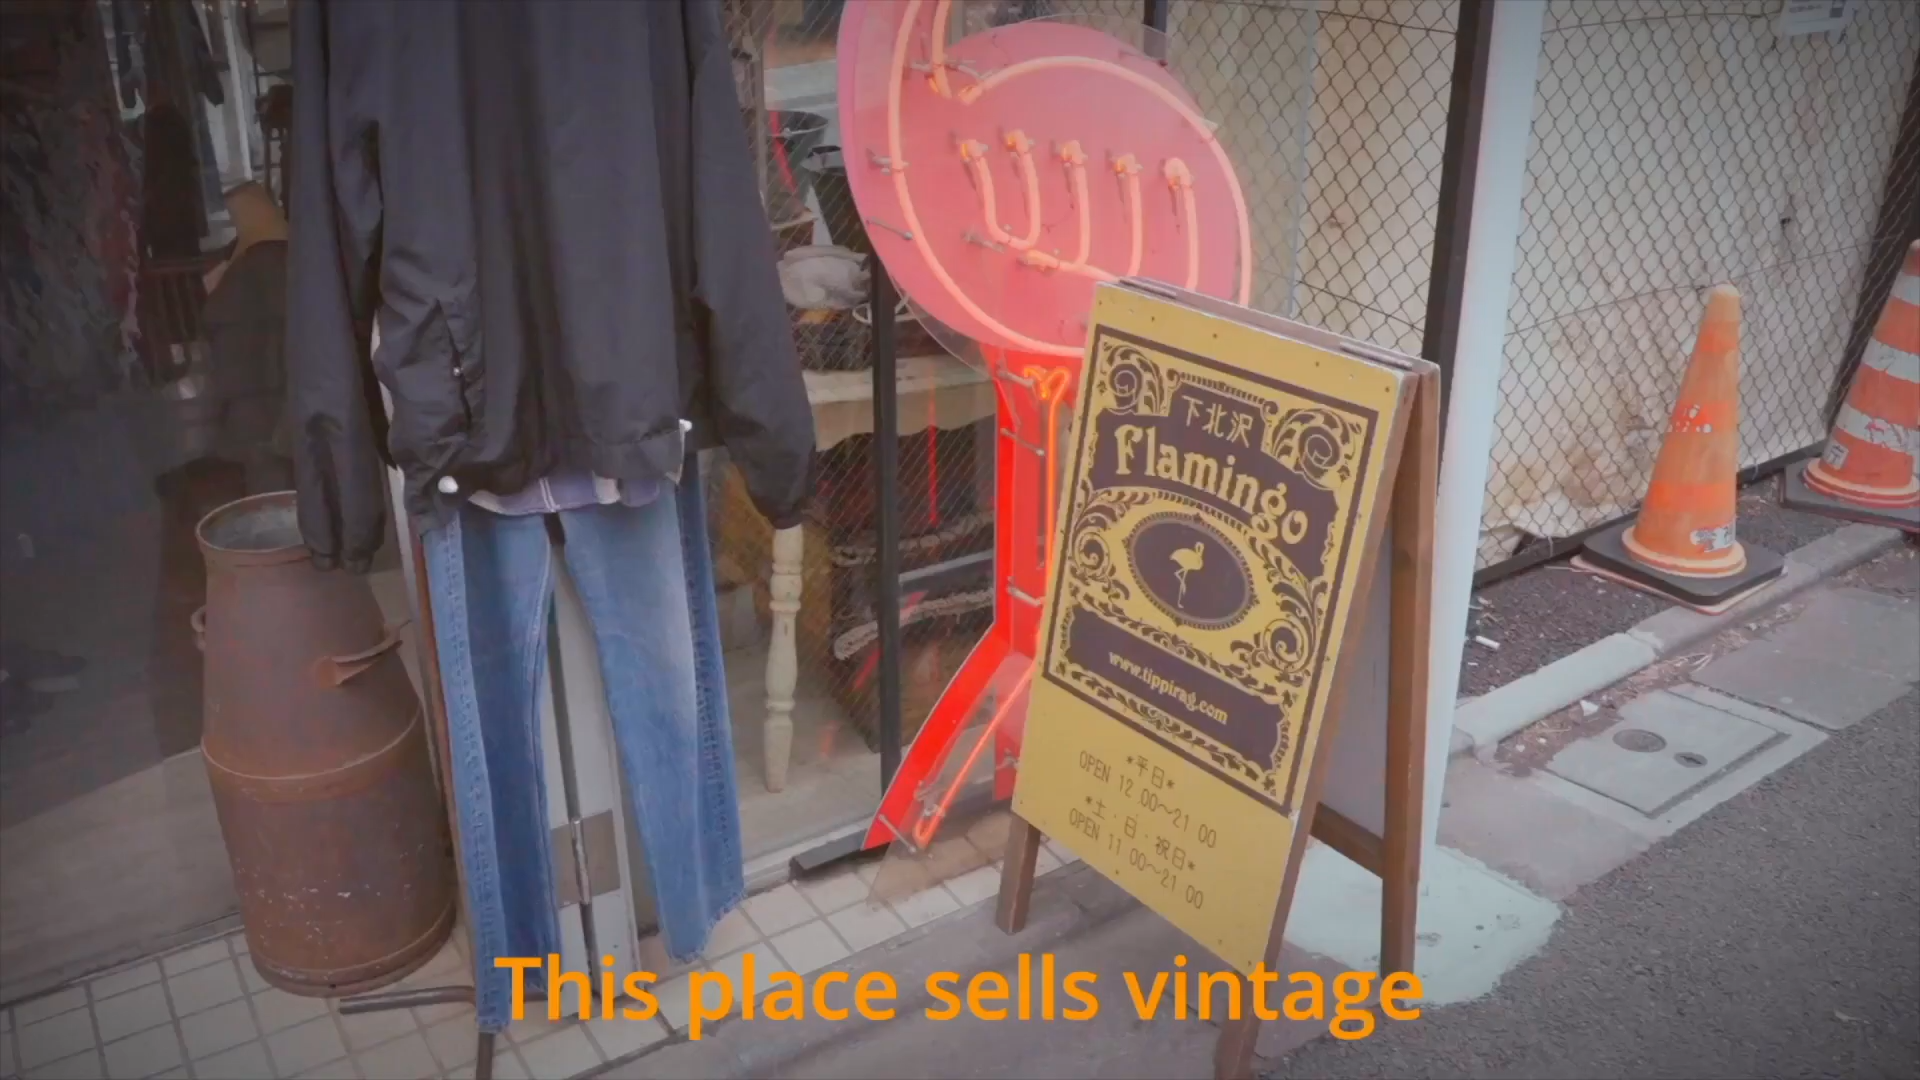 下北沢
Flamingo
www.tippirag.com
*平日*
OPEN 12 00〜21 00
*土・日・祝日*
OPEN 11 00〜21 00
This place sells vintage